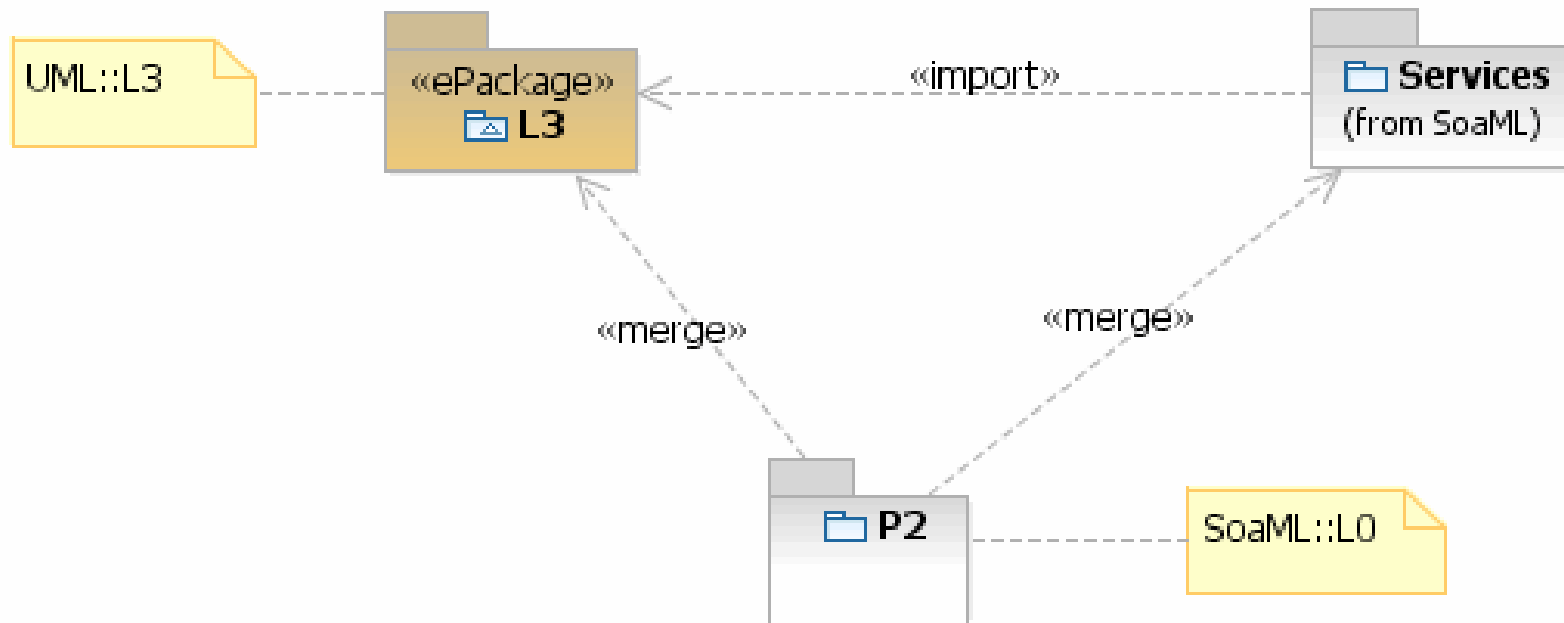 UML::L3
«ePackage»
L3
«import»
Services
(from SoaML)
«merge»
«merge»
P2
SoaML::L0